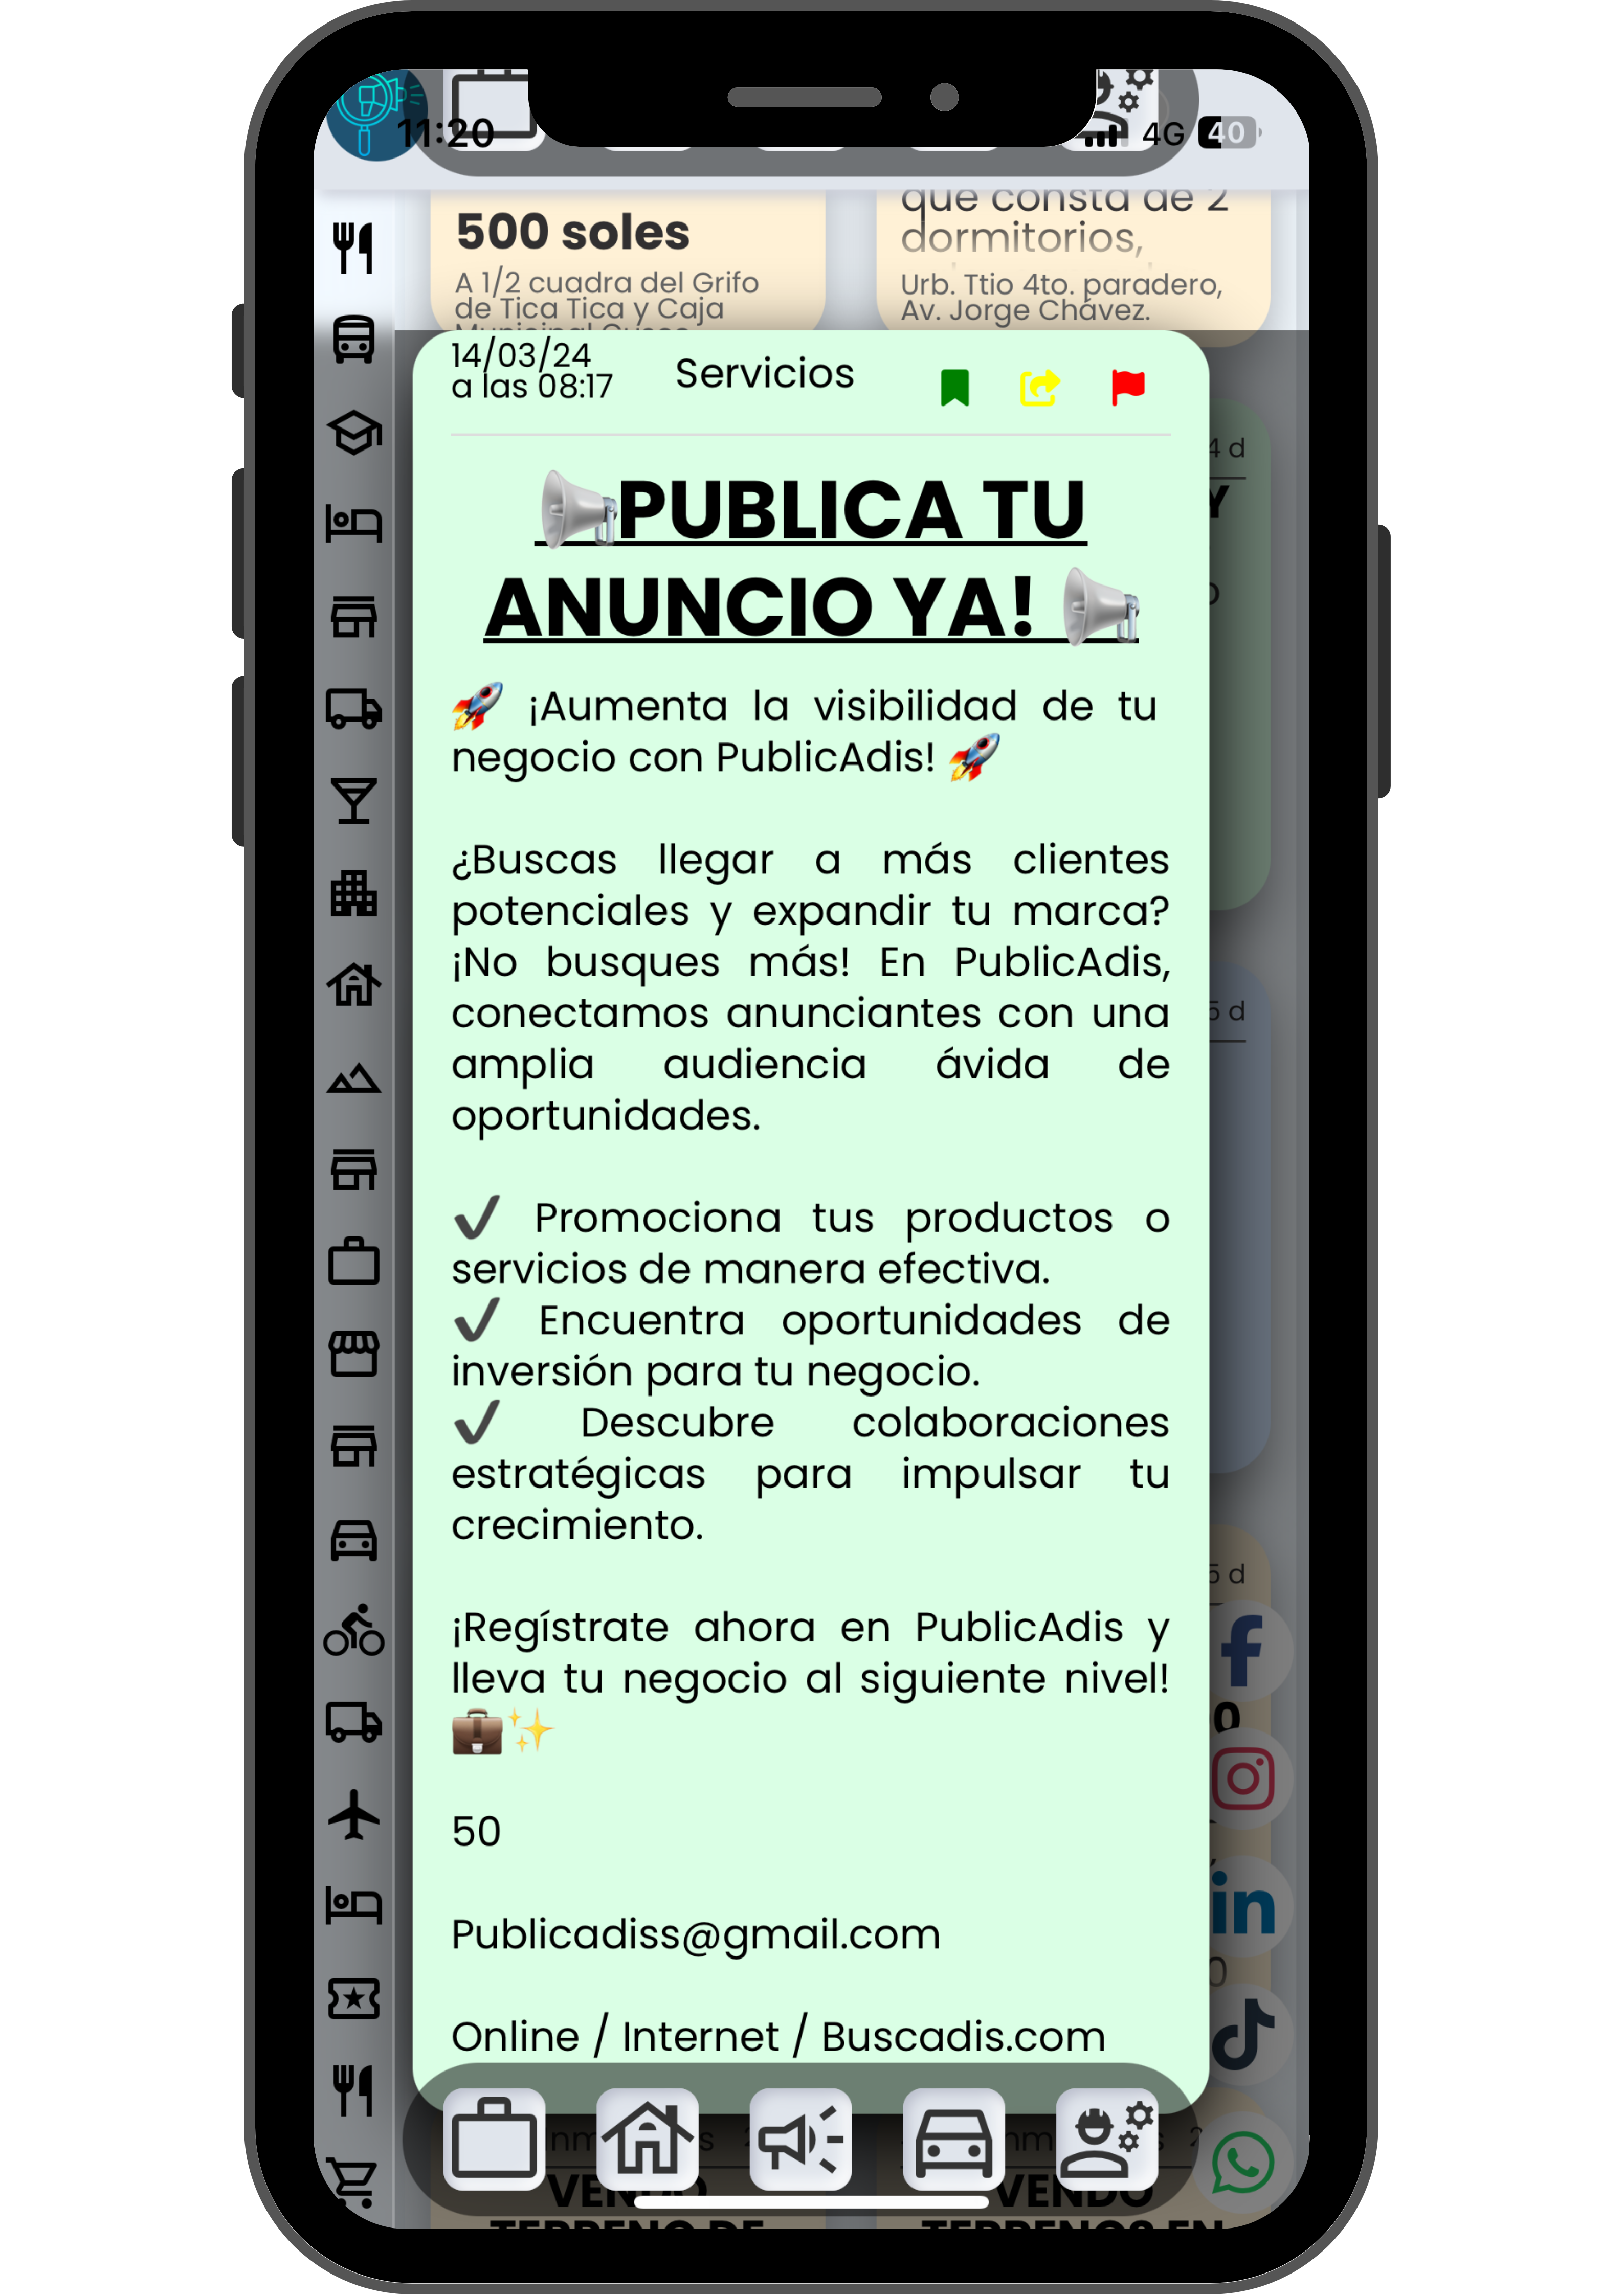 11:20
4G 40
500 soles
A 1/2 cuadra del Grifo
de Tica Tica y Caja
Municipal Cusco
que consta de 2
dormitorios,
Urb. Ttio 4to. paradero,
Av. Jorge Chávez.
14/03/24
a las 08:17
Servicios
4 d
Y
📢PUBLICA TU
ANUNCIO YA! 📢
🚀 ¡Aumenta la visibilidad de tu
negocio con PublicAdis! 🚀
¿Buscas llegar a más clientes
potenciales y expandir tu marca?
¡No busques más! En PublicAdis,
conectamos anunciantes con una
amplia audiencia ávida de
oportunidades.
5 d
✔ Promociona tus productos o
servicios de manera efectiva.
✔ Encuentra oportunidades de
inversión para tu negocio.
✔ Descubre colaboraciones
estratégicas para impulsar tu
crecimiento.
5 d
¡Regístrate ahora en PublicAdis y
lleva tu negocio al siguiente nivel!
💼✨
50
Publicadiss@gmail.com
Online / Internet / Buscadis.com
in
VENDO
TERRENO DE
VENDO
TERRENOS EN